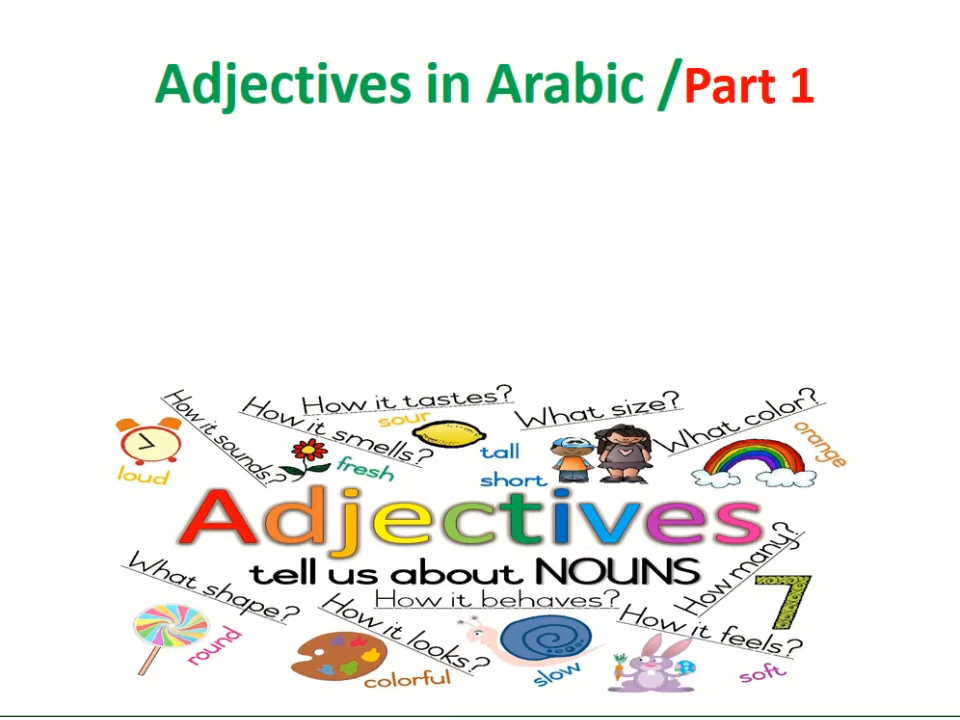 Adjectives in Arabic /Part 1
How it sounds?
loud
How it smells?
fresh
How it tastes?
sour
What size?
tall
short
What color?
orange
Adjectives
tell us about NOUNS
What shape?
round
How it looks?
colorful
How it behaves?
slow
How it feels?
soft
How many?
7